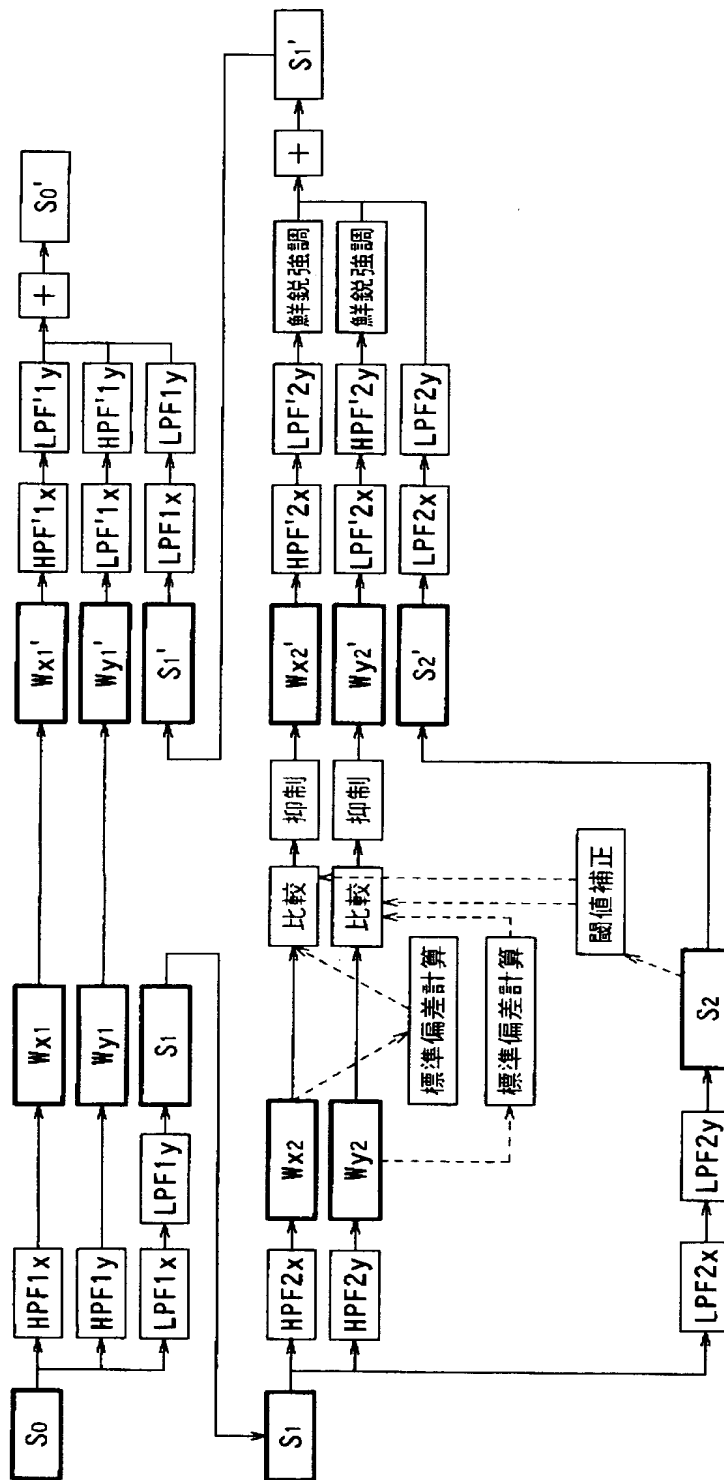 S0
HPF1x
Wx1
Wx1'
HPF'1x
LPF'1y
+
S0'
HPF1y
Wy1
Wy1'
LPF'1x
HPF'1y
LPF1x
LPF1y
S1
S1'
LPF1x
LPF1y
S1
HPF2x
Wx2
比較
抑制
Wx2'
HPF'2x
LPF'2y
鮮鋭強調
+
S1'
HPF2y
Wy2
比較
抑制
Wy2'
LPF'2x
HPF'2y
鮮鋭強調
標準偏差計算
標準偏差計算
S2'
LPF2x
LPF2y
閾値補正
LPF2x
LPF2y
S2